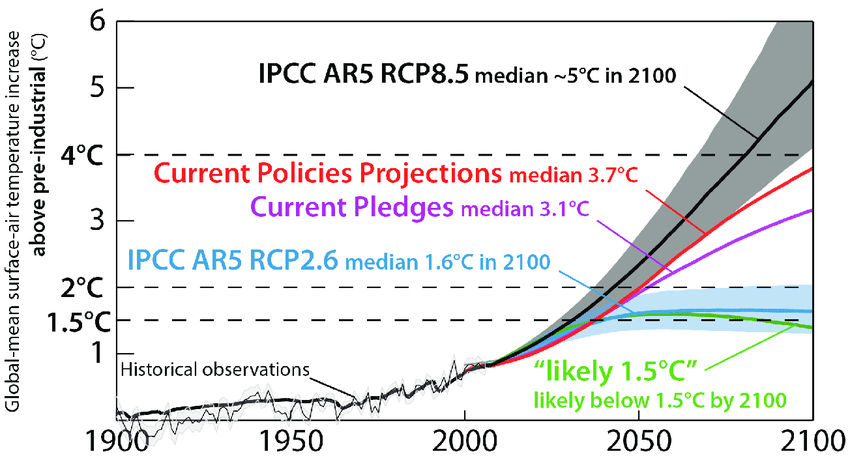 Global-mean surface-air temperature increase
above pre-industrial (°C)
6
5
4°C
3
2°C
1.5°C
1
IPCC AR5 RCP8.5 median ~5°C in 2100
Current Policies Projections median 3.7°C
Current Pledges median 3.1°C
IPCC AR5 RCP2.6 median 1.6°C in 2100
Historical observations
“likely 1.5°C”
likely below 1.5°C by 2100
1900 1950 2000 2050 2100